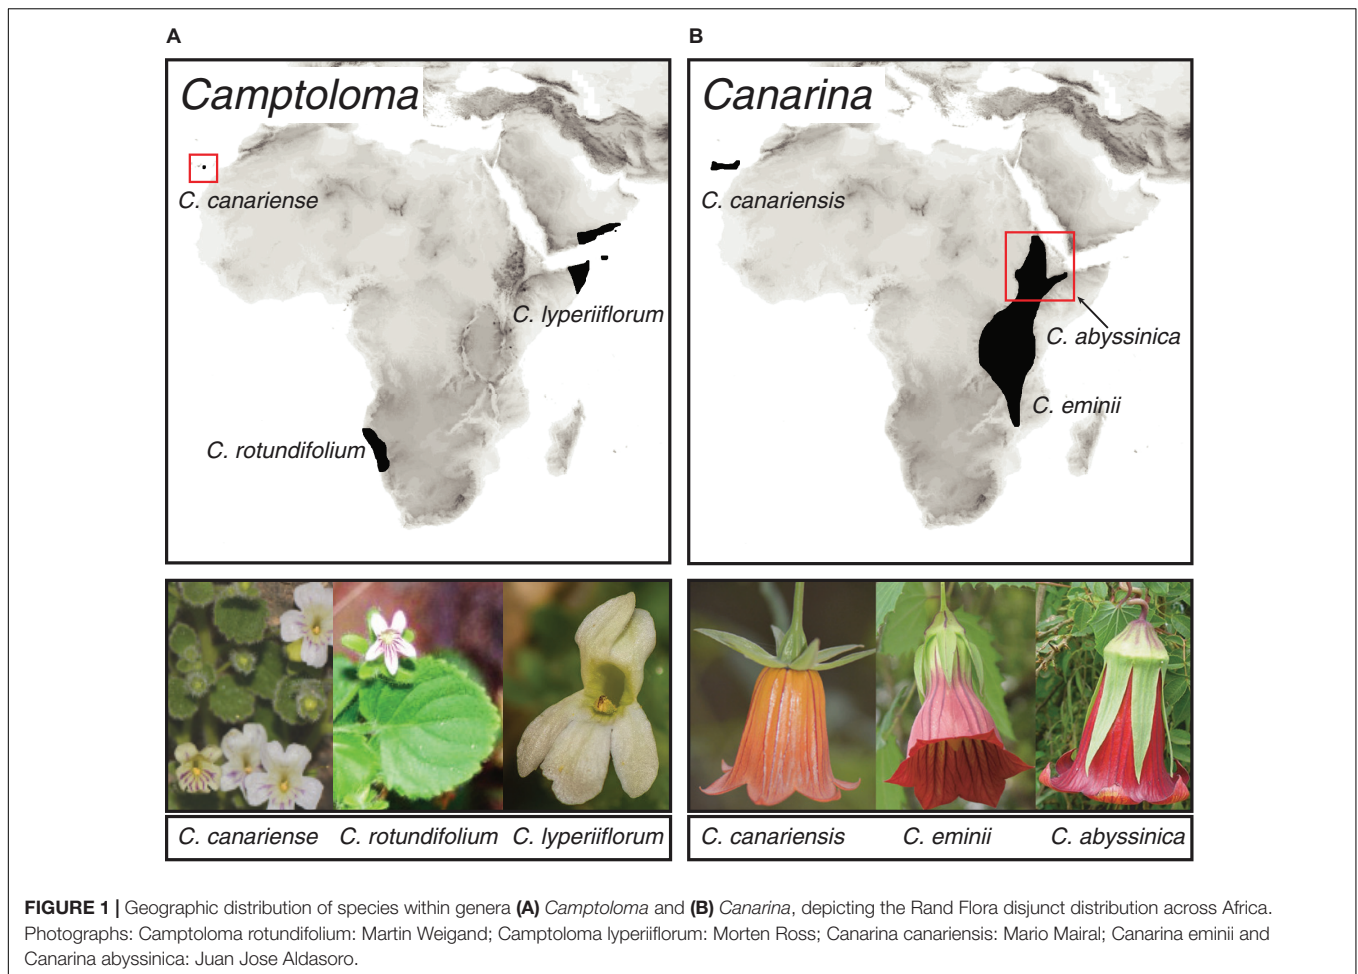 A
B
Camptoloma
Canarina
C. canariense
C. canariensis
C. lyperiiflorum
C. abyssinica
C. eminii
C. rotundifolium
C. canariense C. rotundifolium C. lyperiiflorum
C. canariensis C. eminii C. abyssinica
FIGURE 1 | Geographic distribution of species within genera (A) Camptoloma and (B) Canarina, depicting the Rand Flora disjunct distribution across Africa.
Photographs: Camptoloma rotundifolium: Martin Weigand; Camptoloma lyperiiflorum: Morten Ross; Canarina canariensis: Mario Mairal; Canarina eminii and
Canarina abyssinica: Juan Jose Aldasoro.